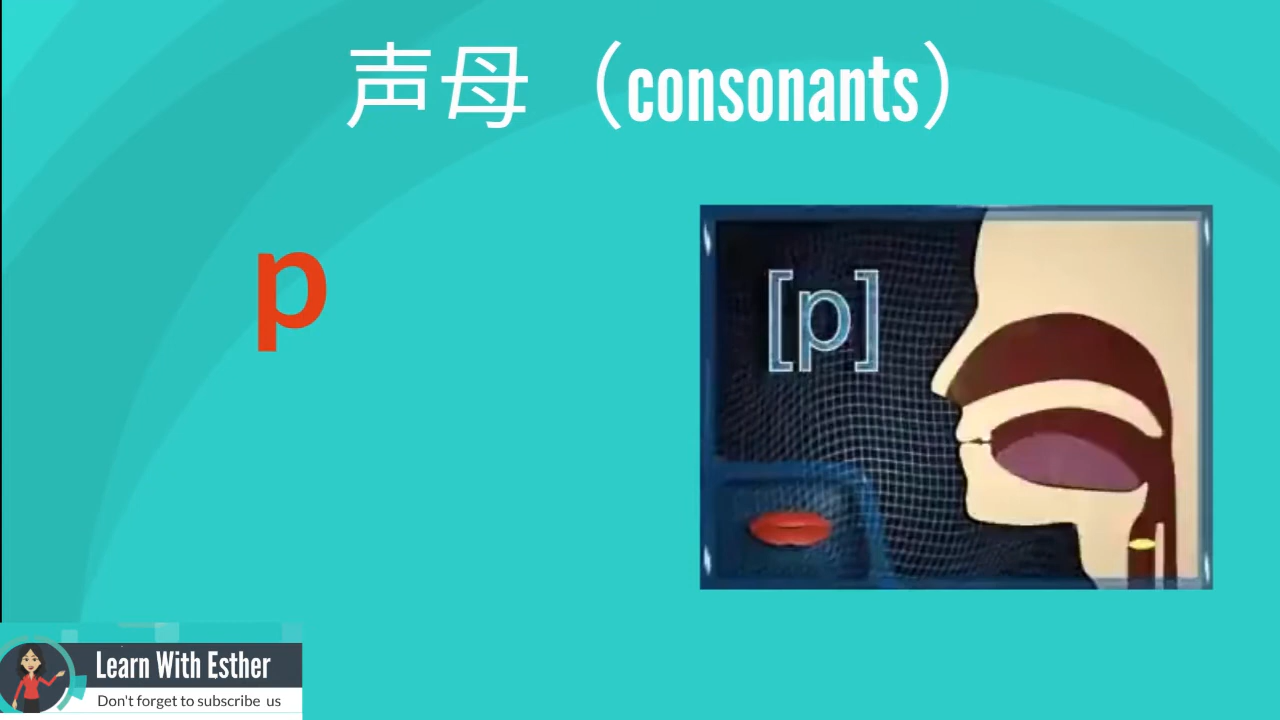 声母（consonants）
p
[p]
Learn With Esther
Don't forget to subscribe us